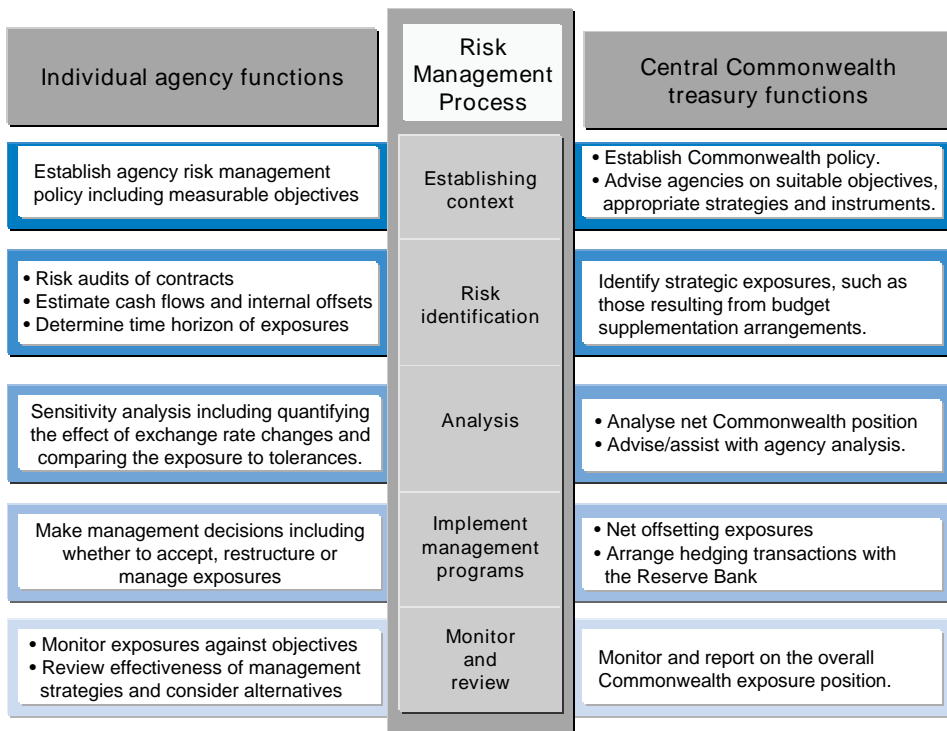 Individual agency functions
Risk
Management
Process
Central Commonwealth
treasury functions
Establish agency risk management
policy including measurable objectives
Establishing
context
• Establish Commonwealth policy.
• Advise agencies on suitable objectives,
appropriate strategies and instruments.
• Risk audits of contracts
• Estimate cash flows and internal offsets
• Determine time horizon of exposures
Risk
identification
Identify strategic exposures, such as
those resulting from budget
supplementation arrangements.
Sensitivity analysis including quantifying
the effect of exchange rate changes and
comparing the exposure to tolerances.
Analysis
• Analyse net Commonwealth position
• Advise/assist with agency analysis.
Make management decisions including
whether to accept, restructure or
manage exposures
Implement
management
programs
• Net offsetting exposures
• Arrange hedging transactions with
the Reserve Bank
• Monitor exposures against objectives
• Review effectiveness of management
strategies and consider alternatives
Monitor
and
review
Monitor and report on the overall
Commonwealth exposure position.